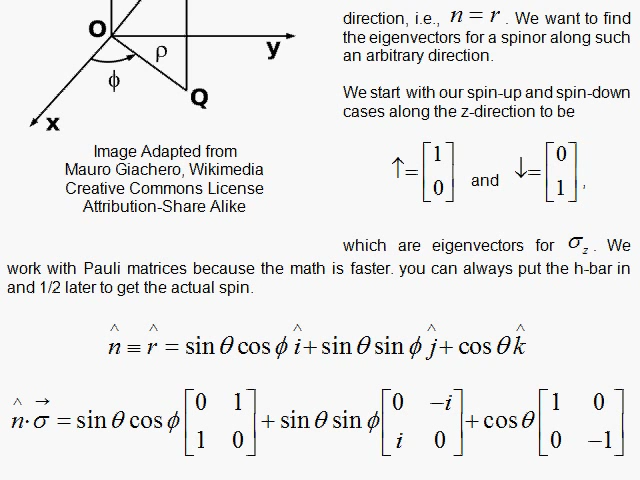 O
y
ρ
ϕ
Q
x
Image Adapted from
Mauro Giachero, Wikimedia
Creative Commons License
Attribution-Share Alike
direction, i.e., n = r . We want to find
the eigenvectors for a spinor along such
an arbitrary direction.
We start with our spin-up and spin-down
cases along the z-direction to be
↑= [1 0] and ↓= [0 1] ,
which are eigenvectors for σ_z . We
work with Pauli matrices because the math is faster. you can always put the h-bar in
and 1/2 later to get the actual spin.
n̂ ≡ r̂ = sin θ cos ϕ î + sin θ sin ϕ ĵ + cos θ k̂
n̂·σ⃗ = sin θ cos ϕ [0 1; 1 0] + sin θ sin ϕ [0 −i; i 0] + cos θ [1 0; 0 −1]